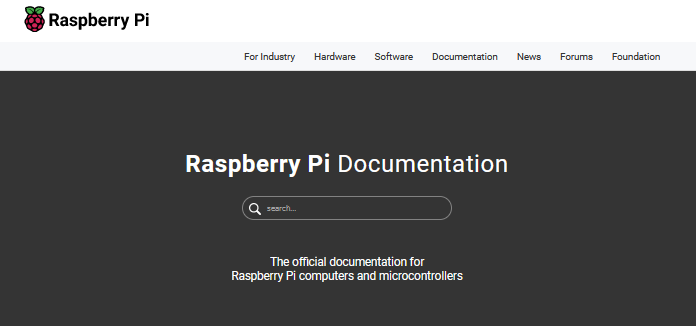 Raspberry Pi
For Industry Hardware Software Documentation News Forums Foundation
Raspberry Pi Documentation
search...
The official documentation for
Raspberry Pi computers and microcontrollers